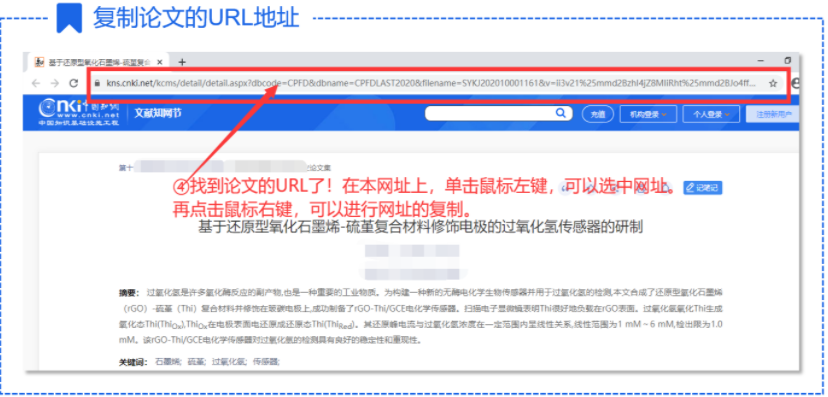 复制论文的URL地址
基于还原型氧化石墨烯-硫堇复合
kns.cnki.net/kcms/detail/detail.aspx?dbcode=CPFD&dbname=CPFDLAST2020&filename=SYKJ202010001161&v=
cnki 中国知网
www.cnki.net
中国知识基础设施工程
文献知网节
充值
机构登录
个人登录
注册新用户
第十
论文集
④找到论文的URL了！在本网址上，单击鼠标左键，可以选中网址。
记笔记
再点击鼠标右键，可以进行网址的复制。
基于还原型氧化石墨烯-硫堇复合材料修饰电极的过氧化氢传感器的研制
摘要： 过氧化氢是许多氧化酶反应的副产物,也是一种重要的工业物质。为构建一种新的无酶电化学生物传感器并用于过氧化氢的检测,本文合成了还原型氧化石墨烯
（rGO）-硫堇（Thi）复合材料并修饰在玻碳电极上,成功制备了rGO-Thi/GCE电化学传感器。扫描电子显微镜表明Thi很好地负载在rGO表面。过氧化氢氧化Thi生成
氧化态Thi(ThiOx),ThiOx在电极表面电还原成还原态Thi(ThiRed)。其还原峰电流与过氧化氢浓度在一定范围内呈线性关系,线性范围为1 mM~6 mM,检出限为1.0
mM。该rGO-Thi/GCE电化学传感器对过氧化氢的检测具有良好的稳定性和重现性。
关键词： 石墨烯; 硫堇; 过氧化氢; 传感器;